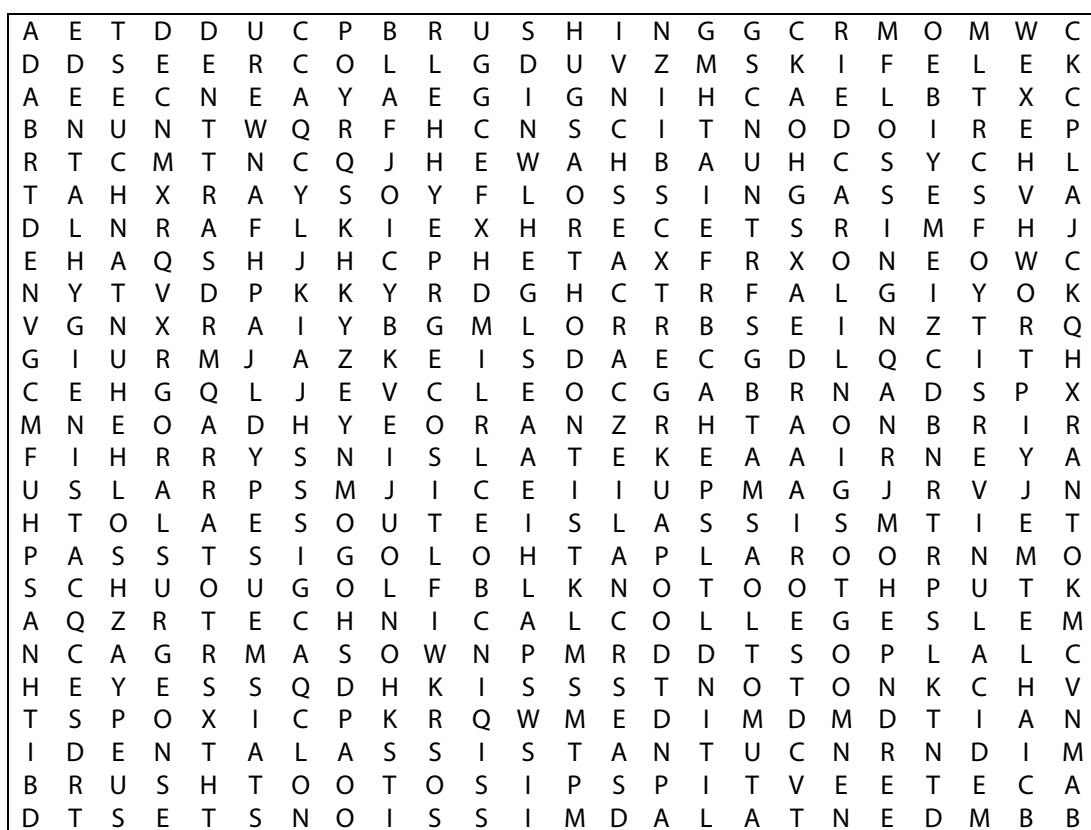 A E T D D U C P B R U S H I N G G C R M O M W C
D D S E E R C O L L G D U V Z M S K I F E L E K
A E E C N E A Y A E G I G N I H C A E L B T X C
B N U N T W Q R F H C N S C I T N O D O I R E P
R T C M T N C Q J H E W A H B A U H C S Y C H L
T A H X R A Y S O Y F L O S S I N G A S E S V A
D L N R A F L K I E X H R E C E T S R I M F H J
E H A Q S H J H C P H E T A X F R X O N E O W C
N Y T V D P K K Y R D G H C T R F A L G I Y O K
V G N X R A I Y B G M L O R R B S E I N Z T R Q
G I U R M J A Z K E I S D A E C G D L Q C I T H
C E H G Q L J E V C L E O C G A B R N A D S P X
M N E O A D H Y E O R A N Z R H T A O N B R I R
F I H R R Y S N I S L A T E K E A A I R N E Y A
U S L A R P S M J I C E I I U P M A G J R V J N
H T O L A E S O U T E I S L A S S I S M T I E T
P A S S T S I G O L O H T A P L A R O O R N M O
S C H U O U G O L F B L K N O T O O T H P U T K
A Q Z R T E C H N I C A L C O L L E G E S L E M
N C A G R M A S O W N P M R D D T S O P L A L C
H E Y E S S Q D H K I S S S T N O T O N K C H V
T S P O X I C P K R Q W M E D I M D M D T I A N
I D E N T A L A S S I S T A N T U C N R N D I M
B R U S H T O O T O S I P S P I T V E E T E C A
D T S E T S N O I S S I M D A L A T N E D M B B